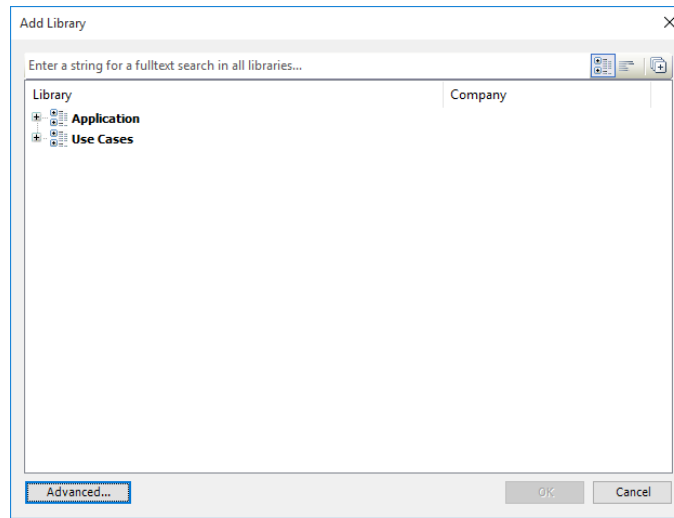 Add Library
Enter a string for a fulltext search in all libraries...
Library Company
Application
Use Cases
Advanced... OK Cancel